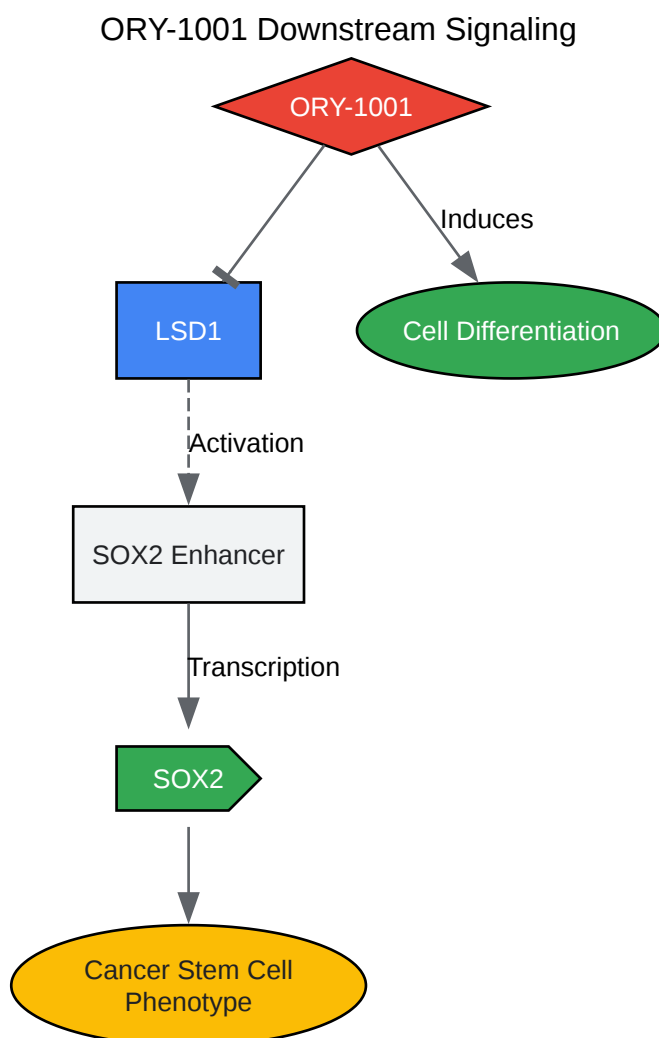 ORY-1001 Downstream Signaling
ORY-1001
Induces
LSD1
Cell Differentiation
Activation
SOX2 Enhancer
Transcription
SOX2
Cancer Stem Cell
Phenotype